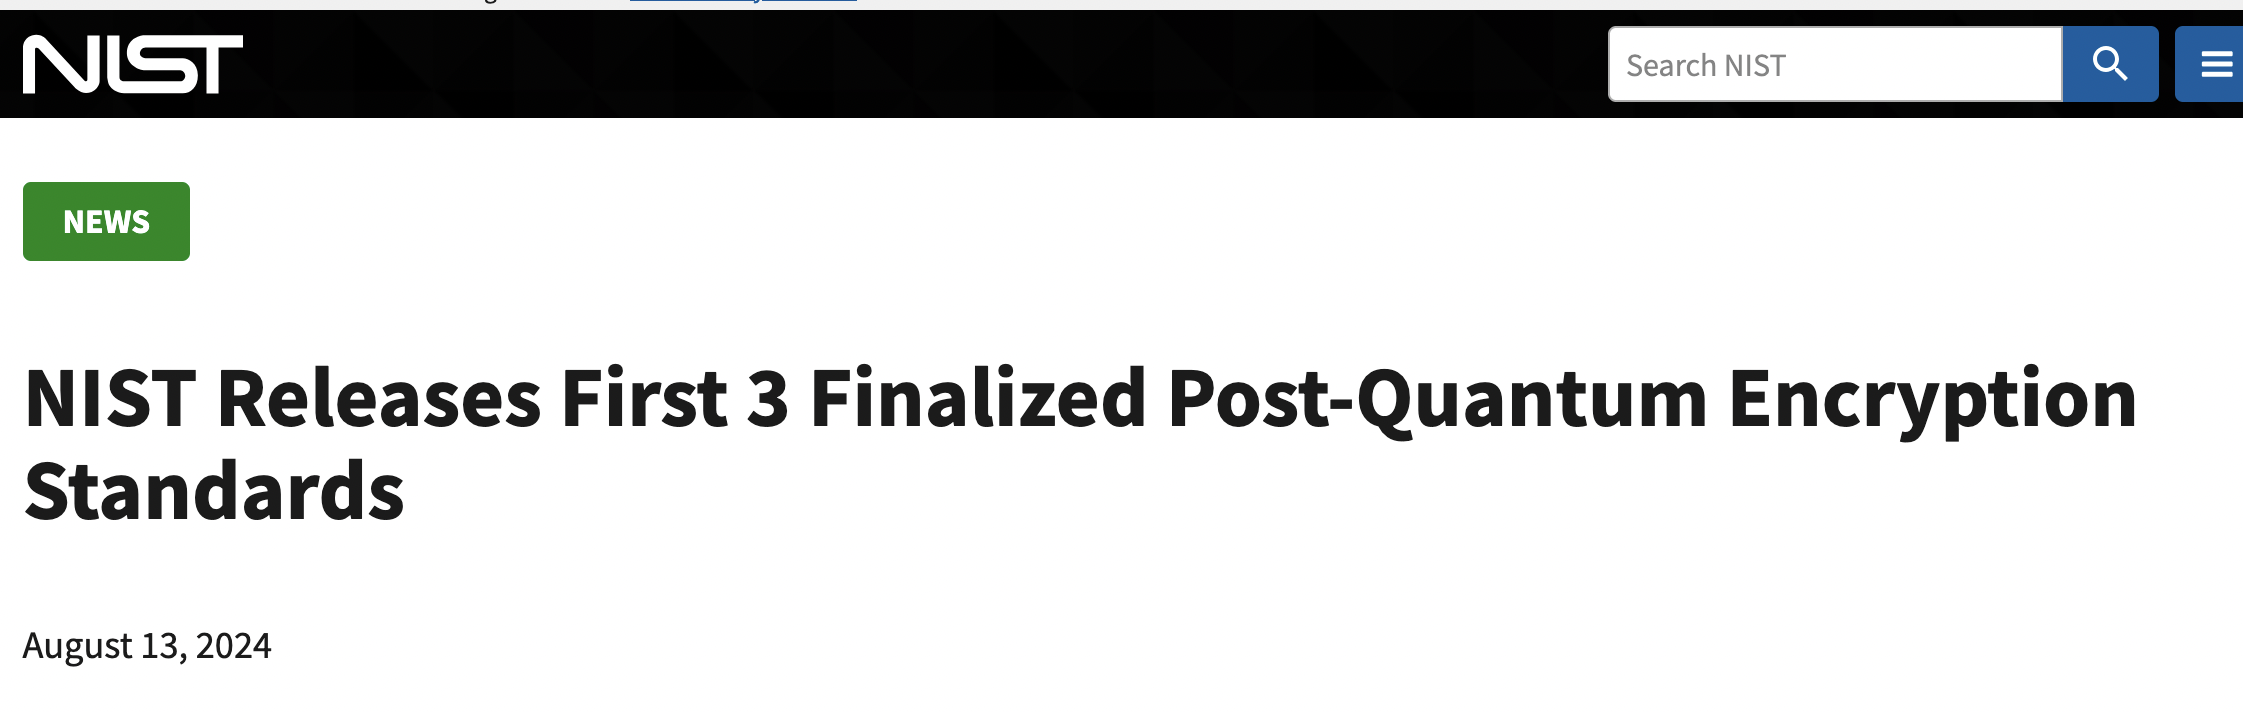 NIST
Search NIST
NEWS
NIST Releases First 3 Finalized Post-Quantum Encryption
Standards
August 13, 2024